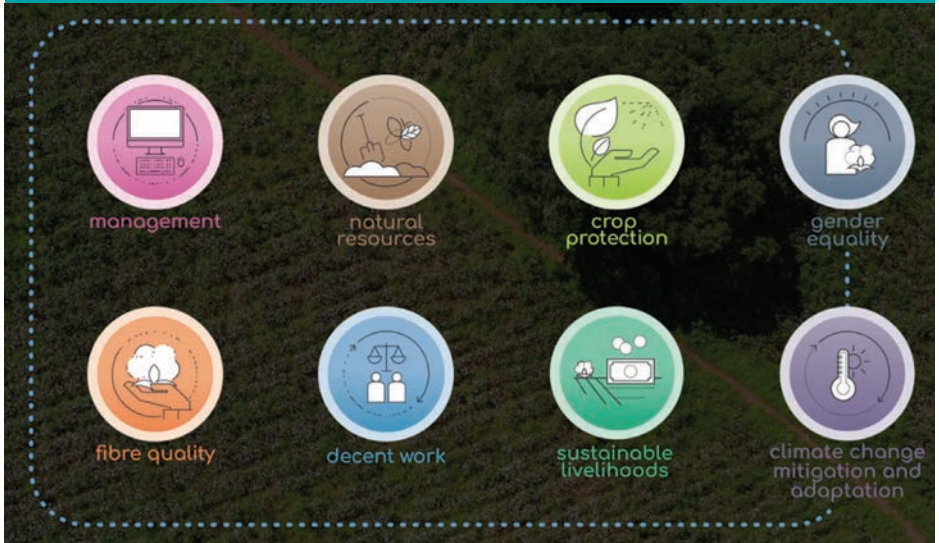 management
natural
resources
crop
protection
gender
equality
fibre quality
decent work
sustainable
livelihoods
climate change
mitigation and
adaptation